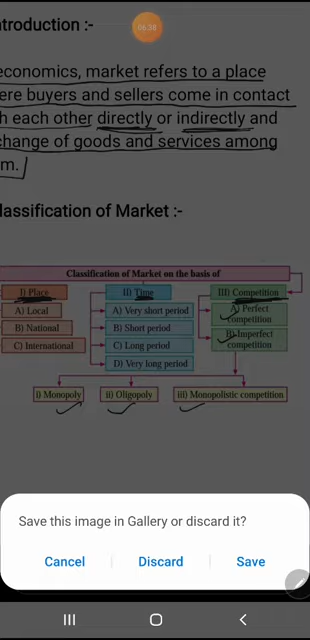 ntroduction :-
06:38
economics, market refers to a place
ere buyers and sellers come in contact
h each other directly or indirectly and
change of goods and services among
m.
lassification of Market :-
Classification of Market on the basis of
I) Place
II) Time
III) Competition
A) Local
B) National
C) International
A) Very short period
B) Short period
C) Long period
D) Very long period
A) Perfect
competition
B) Imperfect
competition
i) Monopoly
ii) Oligopoly
iii) Monopolistic competition
Save this image in Gallery or discard it?
Cancel
Discard
Save